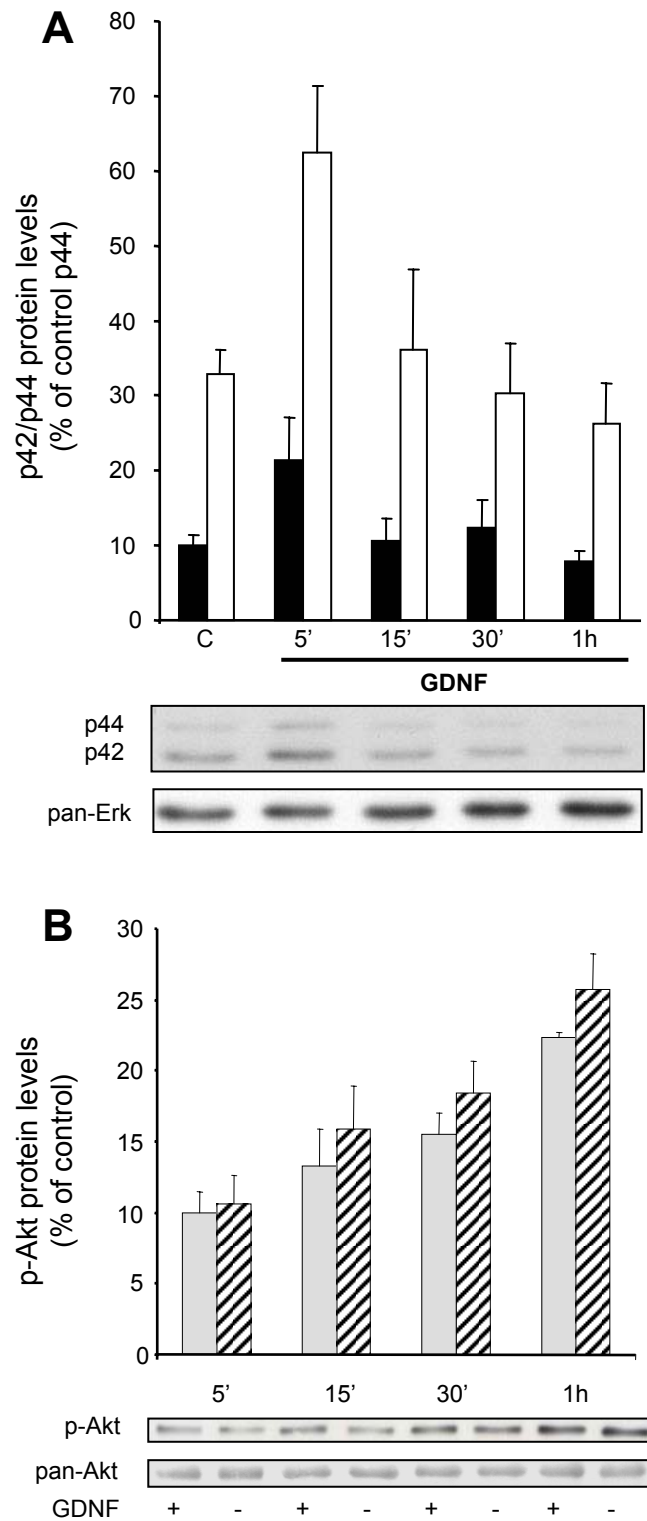 A
p42/p44 protein levels
(% of control p44)
80
70
60
50
40
30
20
10
0
C 5’ 15’ 30’ 1h
GDNF
p44
p42
pan-Erk
B
p-Akt protein levels
(% of control)
30
25
20
15
10
5
0
5’ 15’ 30’ 1h
p-Akt
pan-Akt
GDNF + - + - + - + -